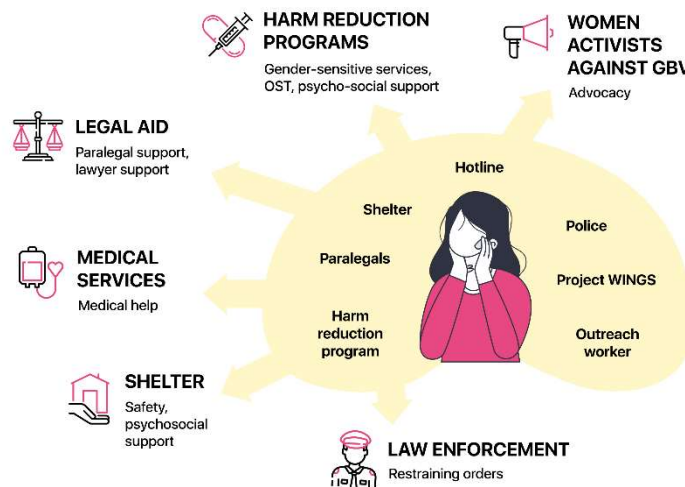 HARM REDUCTION
PROGRAMS
Gender-sensitive services,
OST, psycho-social support
WOMEN
ACTIVISTS
AGAINST GBV
Advocacy
LEGAL AID
Paralegal support,
lawyer support
MEDICAL
SERVICES
Medical help
SHELTER
Safety,
psychosocial
support
LAW ENFORCEMENT
Restraining orders
Hotline
Shelter
Police
Paralegals
Project WINGS
Harm
reduction
program
Outreach
worker